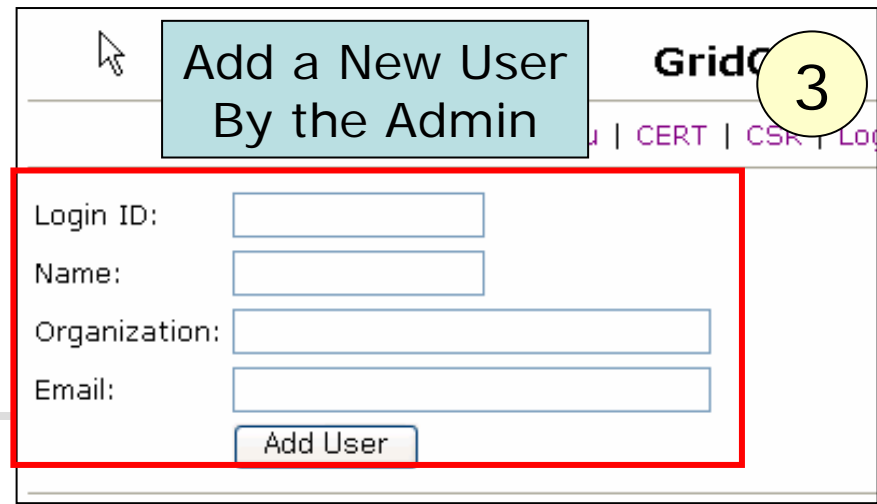 Add a New User
By the Admin
3
| CERT | CSR |
Login ID:
Name:
Organization:
Email:
Add User